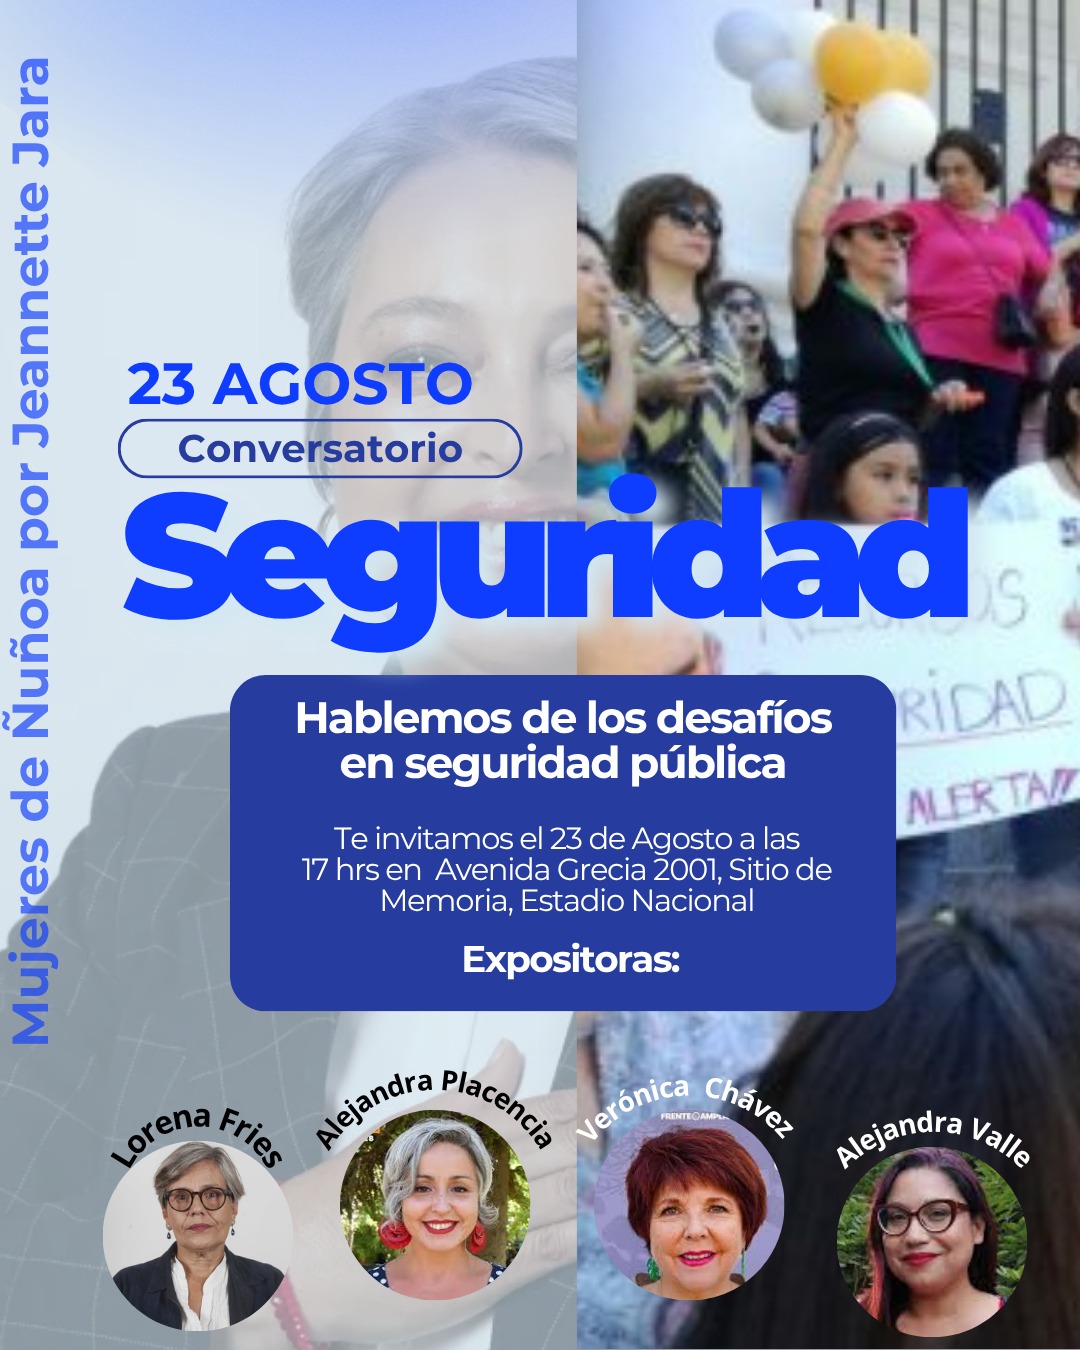 Mujeres de Ñuñoa por Jeannette Jara
23 AGOSTO
Conversatorio
Seguridad
RIDAD
ALERTA!!
Hablemos de los desafíos
en seguridad pública
Te invitamos el 23 de Agosto a las
17 hrs en Avenida Grecia 2001, Sitio de
Memoria, Estadio Nacional
Expositoras:
Lorena Fries
Alejandra Placencia
Verónica Chávez
Alejandra Valle